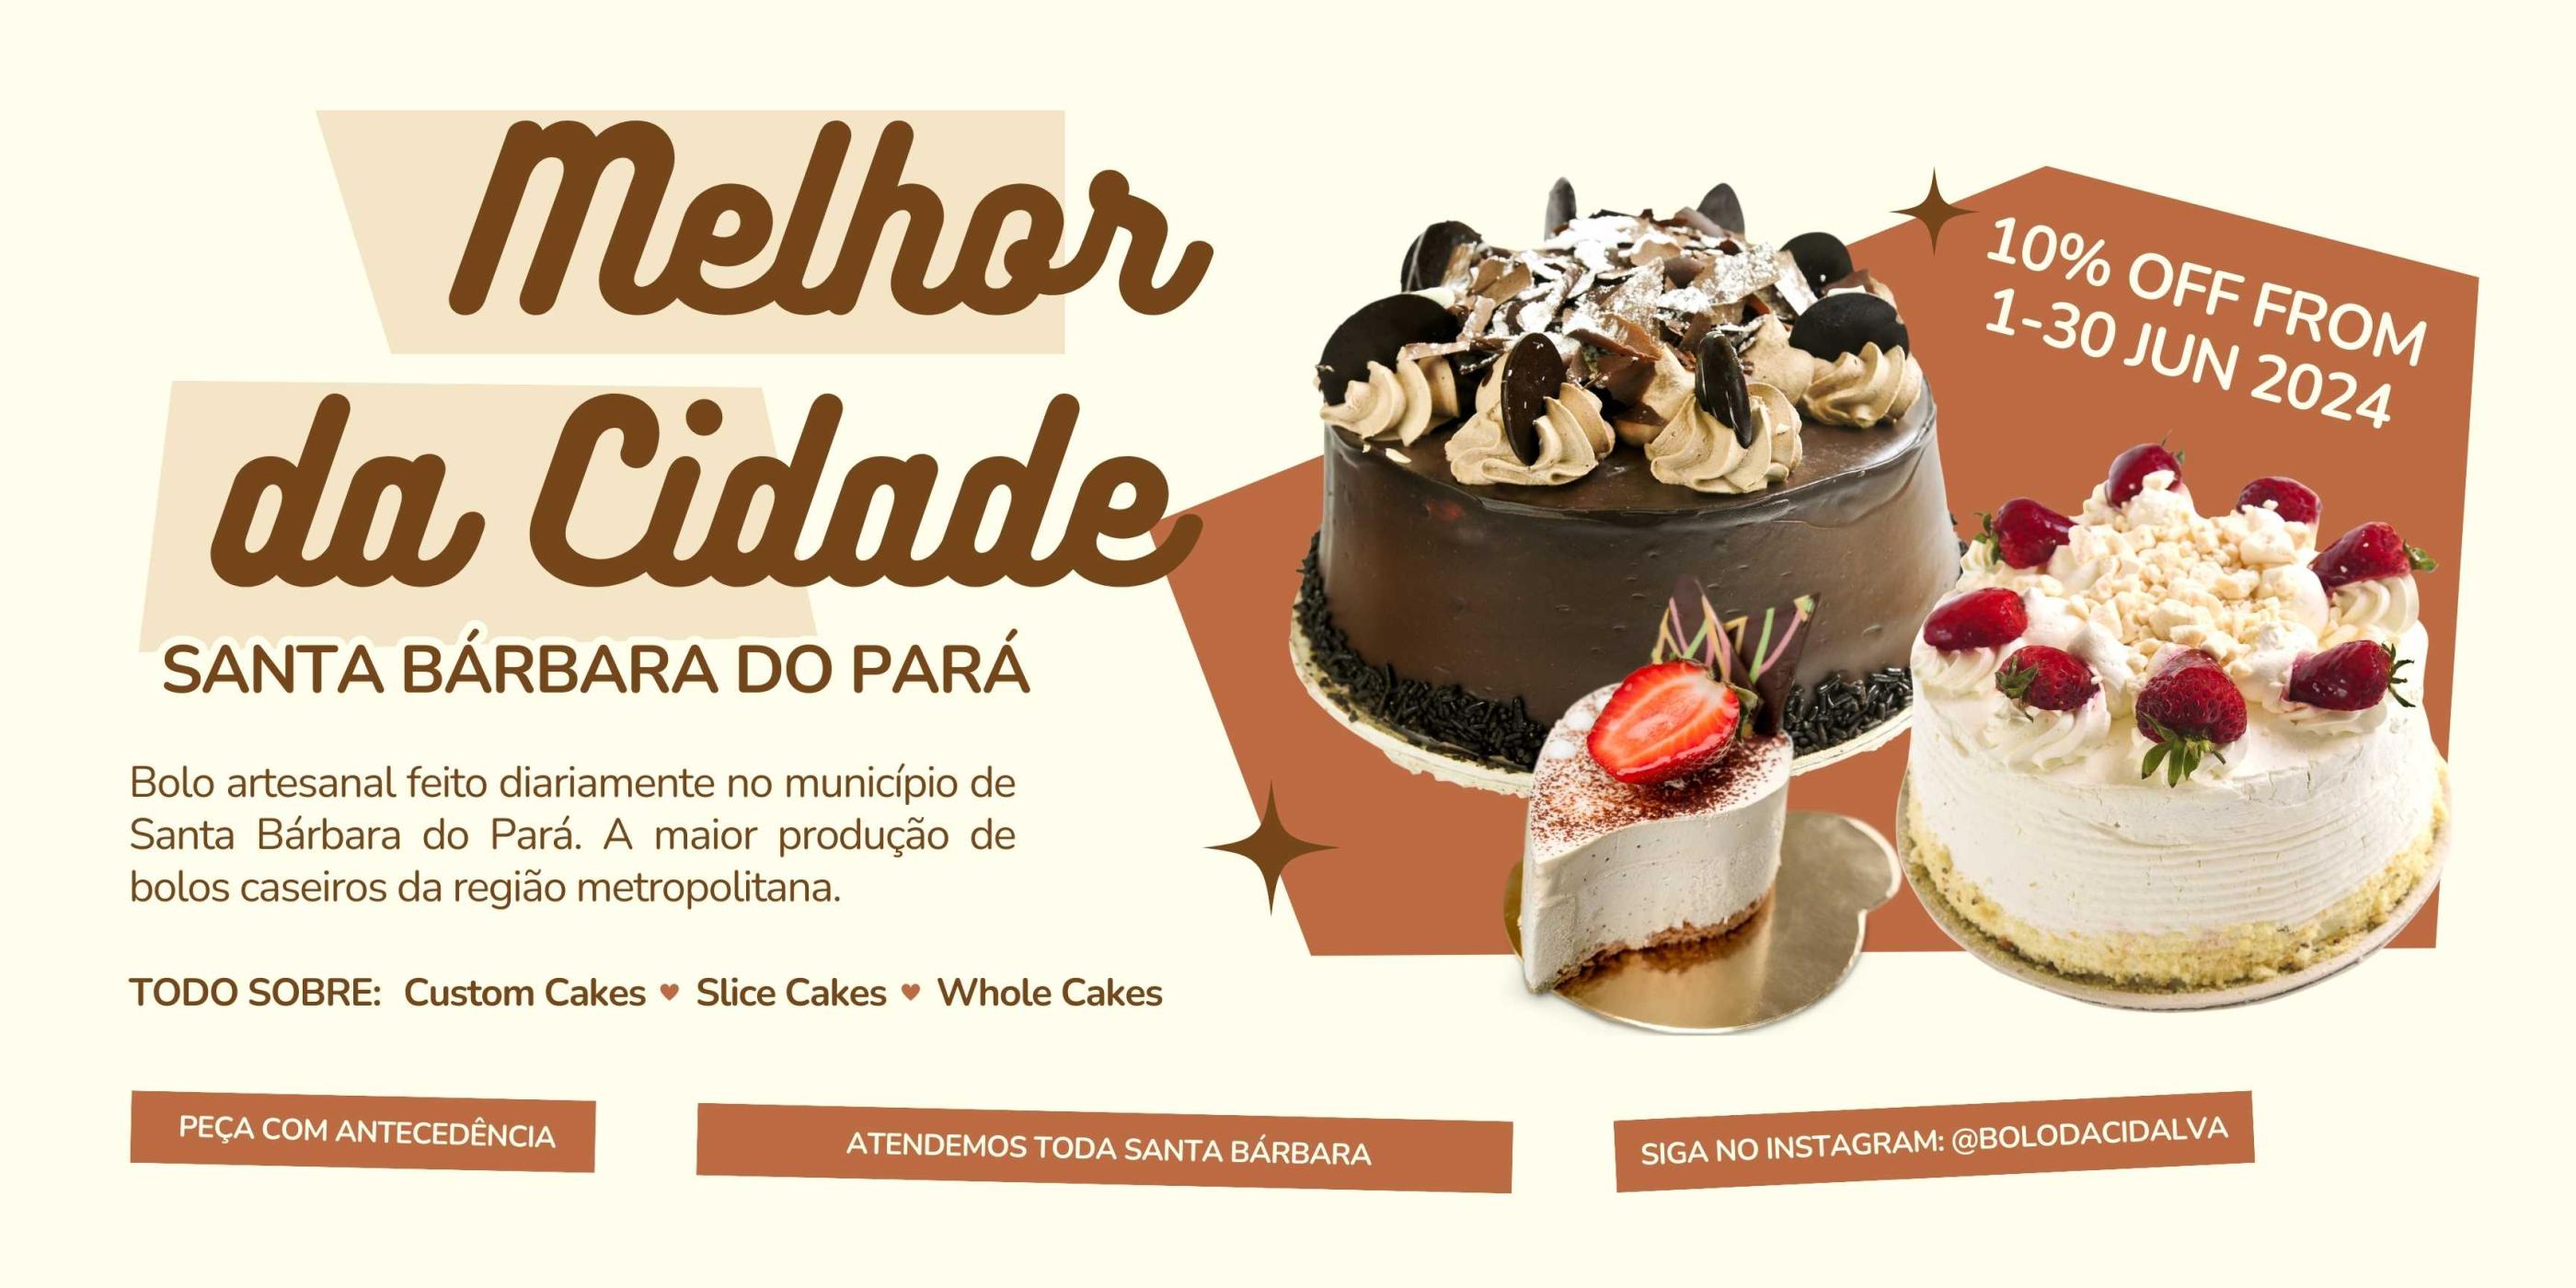 Melhor
da Cidade
SANTA BÁRBARA DO PARÁ
Bolo artesanal feito diariamente no município de
Santa Bárbara do Pará. A maior produção de
bolos caseiros da região metropolitana.
TODO SOBRE: Custom Cakes ♥ Slice Cakes ♥ Whole Cakes
10% OFF FROM
1-30 JUN 2024
PEÇA COM ANTECEDÊNCIA
ATENDEMOS TODA SANTA BÁRBARA
SIGA NO INSTAGRAM: @BOLODACIDALVA